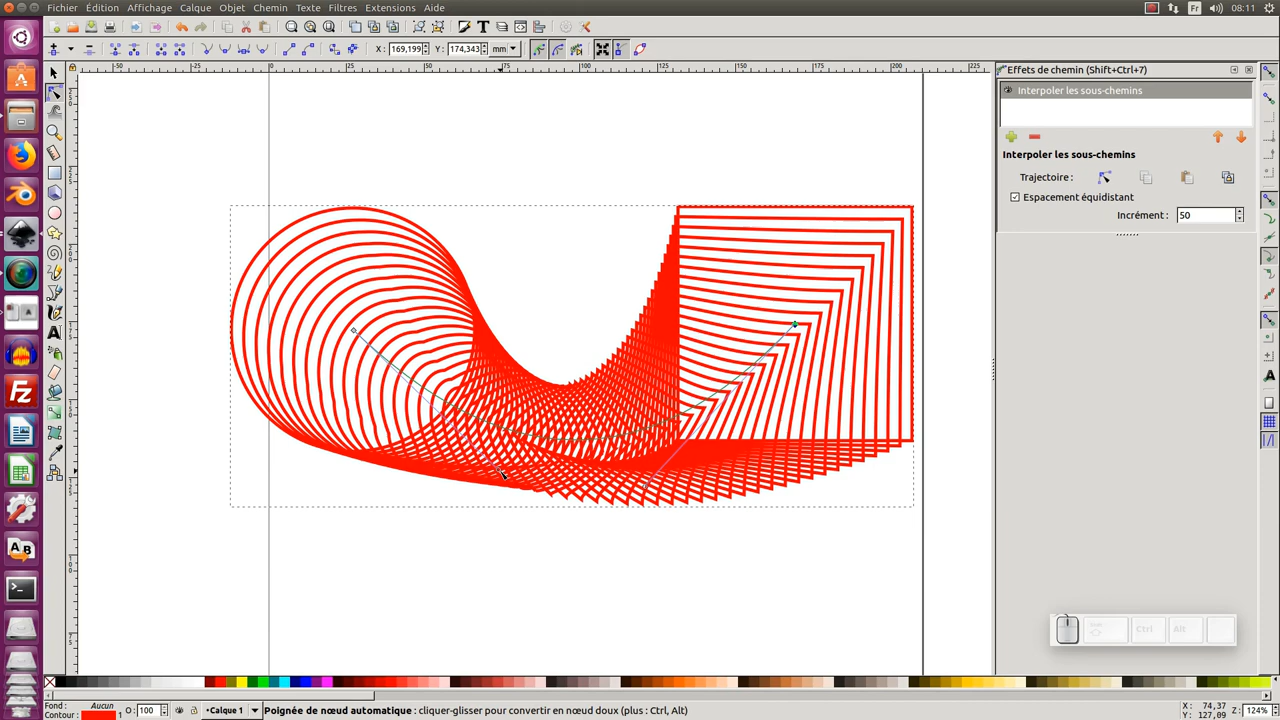 Fichier Édition Affichage Calque Objet Chemin Texte Filtres Extensions Aide
Fr 08:11
X : 169,199 Y : 174,343 mm
Effets de chemin (Shift+Ctrl+7)
Interpoler les sous-chemins
Interpoler les sous-chemins
Trajectoire :
Espacement équidistant
Incrément : 50
-50 -25 0 25 50 75 100 125 150 175 200 225
Ctrl Alt
Fond : Aucun
Contour : 1
O : 100
•Calque 1
Poignée de nœud automatique : cliquer-glisser pour convertir en nœud doux (plus : Ctrl, Alt)
X : 74,37
Y : 127,09
Z : 124%